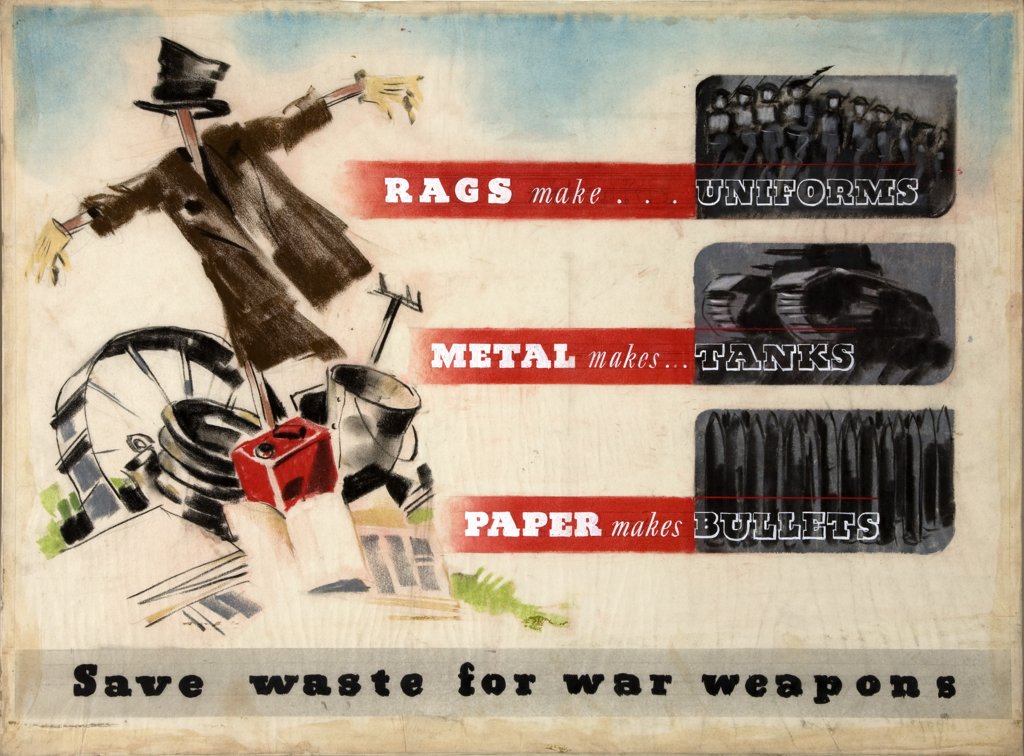 RAGS make . . . UNIFORMS
METAL makes... TANKS
PAPER makes BULLETS
Save waste for war weapons